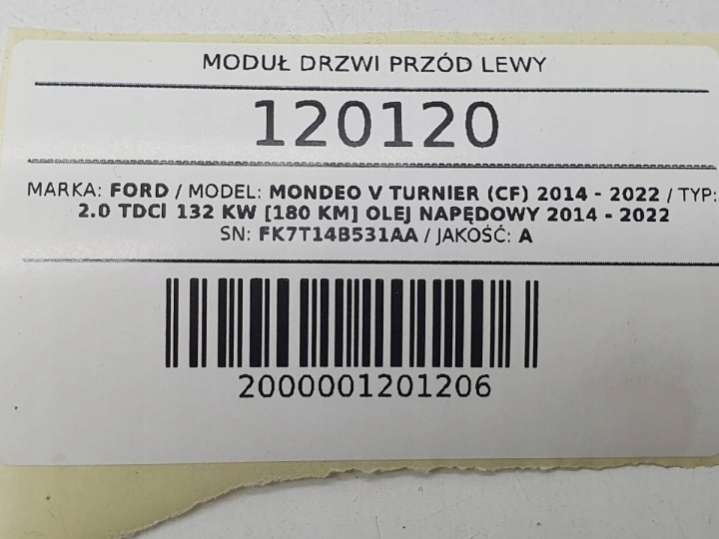 MODUŁ DRZWI PRZÓD LEWY
120120
MARKA: FORD / MODEL: MONDEO V TURNIER (CF) 2014 - 2022 / TYP:
2.0 TDCI 132 KW [180 KM] OLEJ NAPĘDOWY 2014 - 2022
SN: FK7T14B531AA / JAKOŚĆ: A
2000001201206